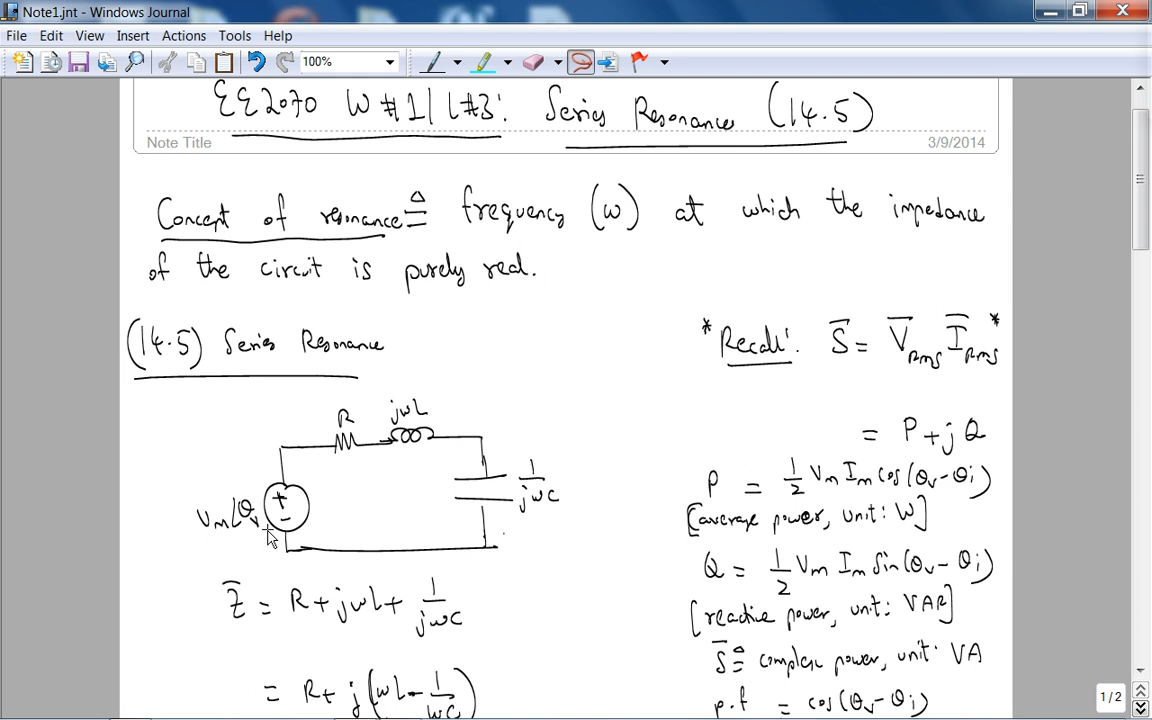 Note1.jnt - Windows Journal
File Edit View Insert Actions Tools Help
100%
EE2070 W#11 L#3: Series Resonance (14.5)
Note Title
3/9/2014
Concept of resonance ≜ frequency (ω) at which the impedance
of the circuit is purely real.
(14.5) Series Resonance
R
jωL
1/jωC
+
-
Vm∠θv
Z̄ = R + jωL + 1/jωC
= R + j(ωL - 1/ωC)
*Recall: S̄ = V̄rms Īrms*
= P + jQ
P = 1/2 Vm Im cos(θv - θi)
[average power, unit: W]
Q = 1/2 Vm Im sin(θv - θi)
[reactive power, unit: VAR]
S̄ ≜ complex power, unit: VA
p.f = cos(θv - θi)
1/2